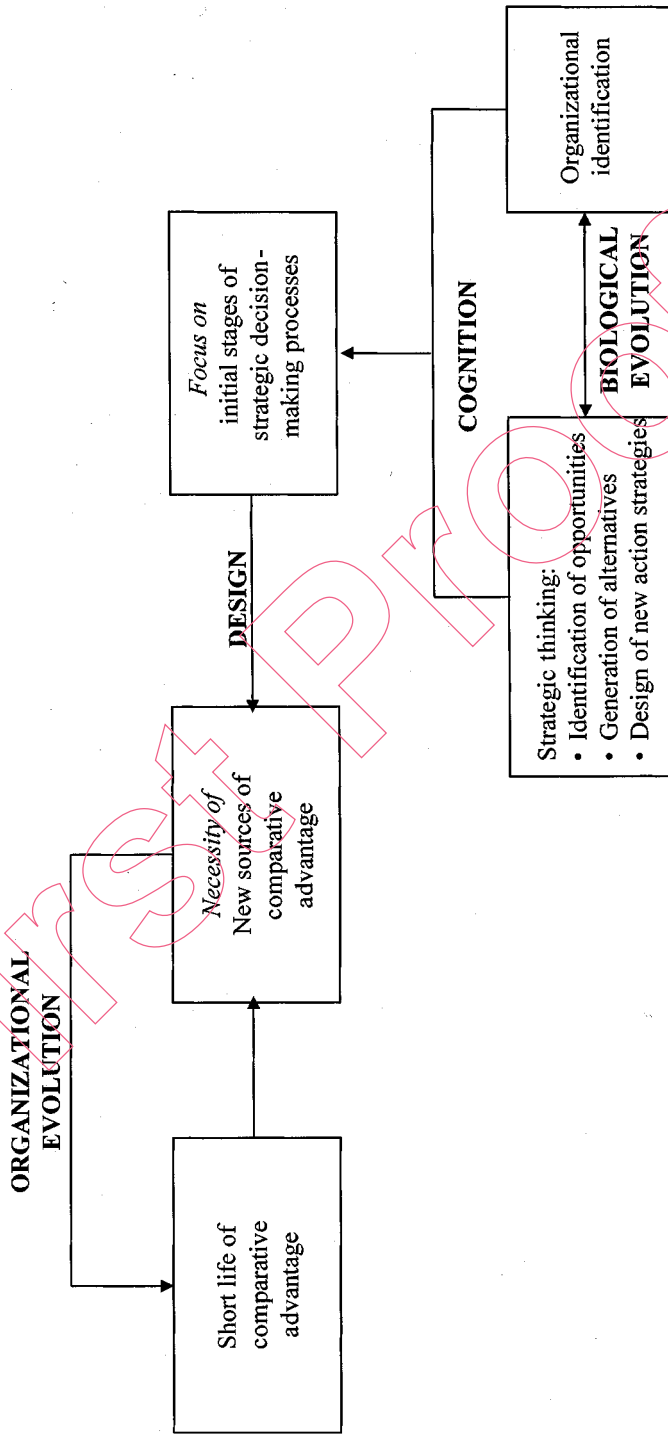 ORGANIZATIONAL
EVOLUTION
Short life of
comparative
advantage
Necessity of
New sources of
comparative
advantage
DESIGN
Focus on
initial stages of
strategic decision-
making processes
COGNITION
Strategic thinking:
• Identification of opportunities
• Generation of alternatives
• Design of new action strategies
BIOLOGICAL
EVOLUTION
Organizational
identification